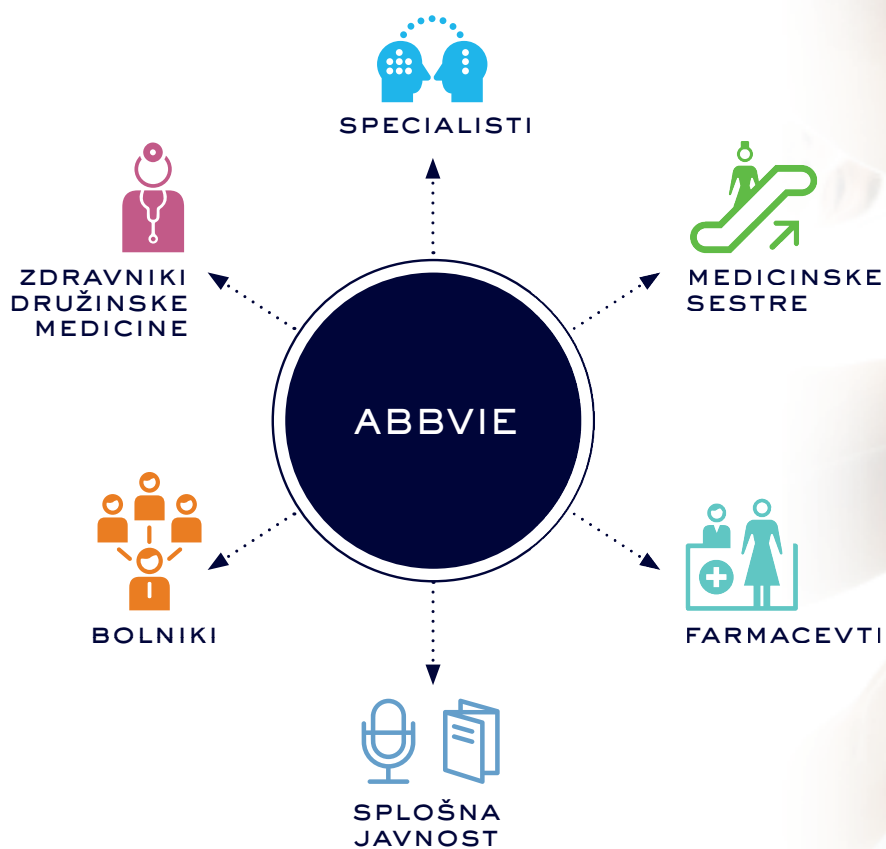 SPECIALISTI
ZDRAVNIKI
DRUŽINSKE
MEDICINE
MEDICINSKE
SESTRE
ABBVIE
BOLNIKI
FARMACEVTI
SPLOŠNA
JAVNOST